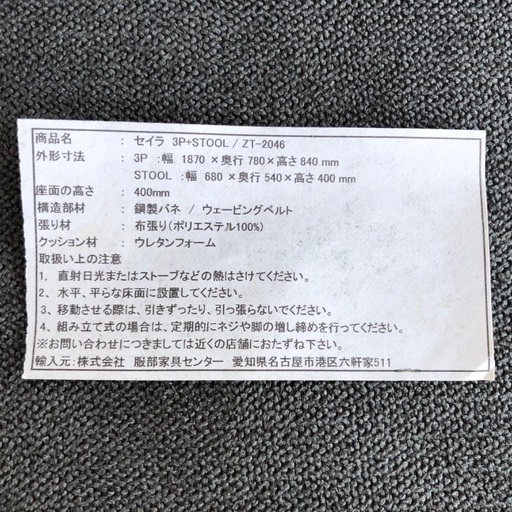 商品名 : セイラ 3P+STOOL / ZT-2046
外形寸法 : 3P :幅 1870 ×奥行 780×高さ 840 mm
STOOL :幅 680 ×奥行 540×高さ 400 mm
座面の高さ : 400mm
構造部材 : 鋼製バネ / ウェービングベルト
張り材 : 布張り(ポリエステル100%)
クッション材 : ウレタンフォーム
取扱い上の注意
1、直射日光またはストーブなどの熱はさけてください。
2、水平、平らな床面に設置してください。
3、移動させる際は、引きずったり、引っ張らないでください。
4、組み立て式の場合は、定期的にネジや脚の増し締めを行ってください。
※お問い合わせにつきましては近くの店舗におたずね下さい。
輸入元:株式会社 服部家具センター 愛知県名古屋市港区六軒家511